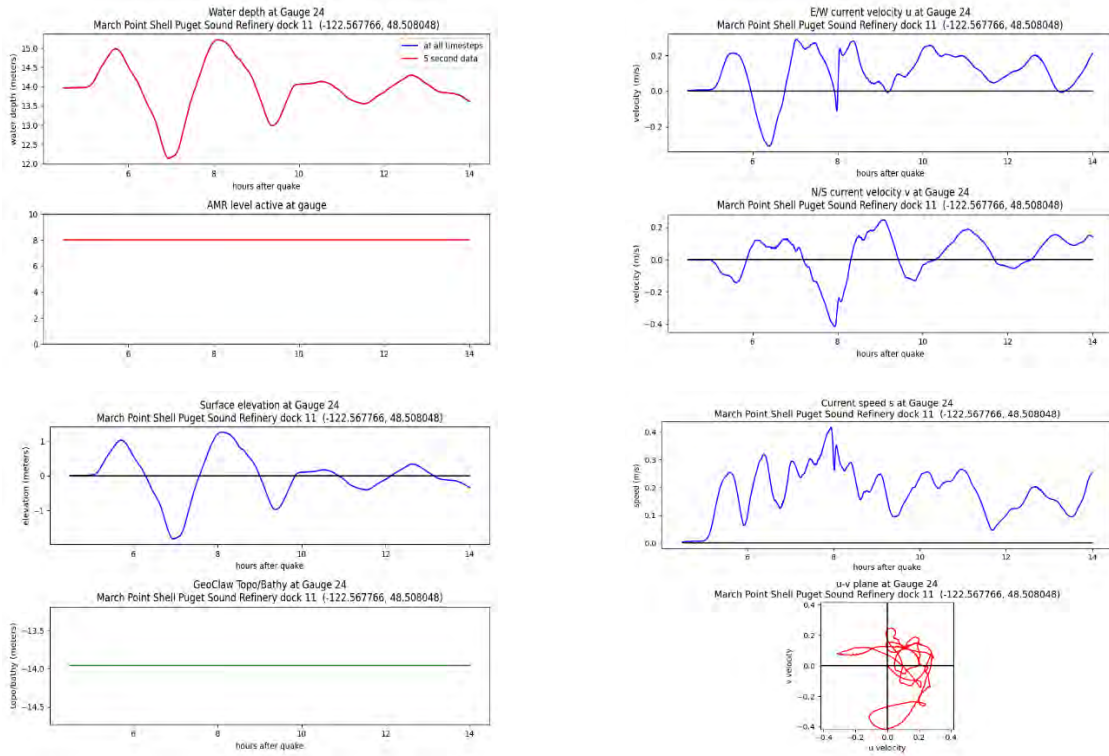 Water depth at Gauge 24
March Point Shell Puget Sound Refinery dock 11 (-122.567766, 48.508048)
water depth (meters)
15.0
14.5
14.0
13.5
13.0
12.5
12.0
at all timesteps
5 second data
6 8 10 12 14
hours after quake
AMR level active at gauge
10
8
6
4
2
0
6 8 10 12 14
Surface elevation at Gauge 24
March Point Shell Puget Sound Refinery dock 11 (-122.567766, 48.508048)
elevation (meters)
1
0
−1
6 8 10 12 14
hours after quake
GeoClaw Topo/Bathy at Gauge 24
March Point Shell Puget Sound Refinery dock 11 (-122.567766, 48.508048)
topo/bathy (meters)
−13.5
−14.0
−14.5
6 8 10 12 14
hours after quake
E/W current velocity u at Gauge 24
March Point Shell Puget Sound Refinery dock 11 (-122.567766, 48.508048)
velocity (m/s)
0.2
0.0
−0.2
6 8 10 12 14
hours after quake
N/S current velocity v at Gauge 24
March Point Shell Puget Sound Refinery dock 11 (-122.567766, 48.508048)
velocity (m/s)
0.2
0.0
−0.2
−0.4
6 8 10 12 14
hours after quake
Current speed s at Gauge 24
March Point Shell Puget Sound Refinery dock 11 (-122.567766, 48.508048)
speed (m/s)
0.4
0.3
0.2
0.1
0.0
6 8 10 12 14
hours after quake
u-v plane at Gauge 24
March Point Shell Puget Sound Refinery dock 11 (-122.567766, 48.508048)
v velocity
0.4
0.2
0.0
−0.2
−0.4
−0.4 −0.2 0.0 0.2 0.4
u velocity